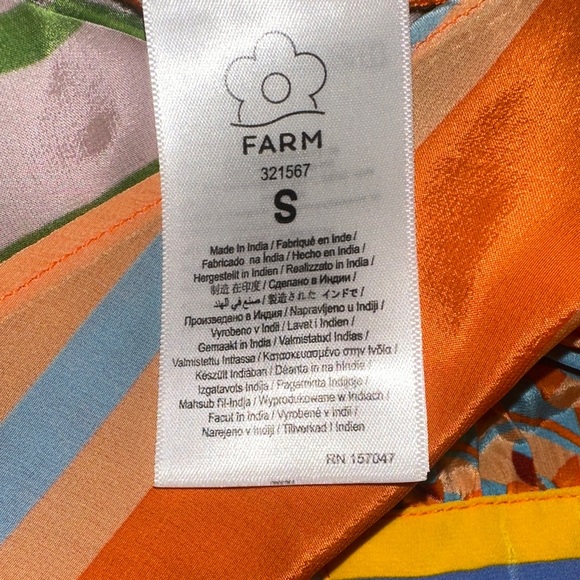 FARM
321567
S
Made in India / Fabriqué en Inde /
Fabricado na Índia / Hecho en India /
Hergestellt in Indien / Realizzato in India /
制造 在印度 / Сделано в Индии /
صنع في الهند / 製造された インドで /
Произведено в Индия / Napravljeno u Indiji /
Vyrobeno v Indii / Lavet i Indien /
Gemaakt in India / Valmistatud Indias /
Valmistettu Intiassa / Κατασκευασμένο στην Ινδία /
Készült Indiában / Déanta in na hIndia /
Izgatavots Indijā / Pagaminta Indijoje /
Mahsub fil-Indja / Wyprodukowane w Indiach /
Facut în India / Vyrobené v Indii /
Narejeno v Indiji / Tillverkad I Indien
RN 157047